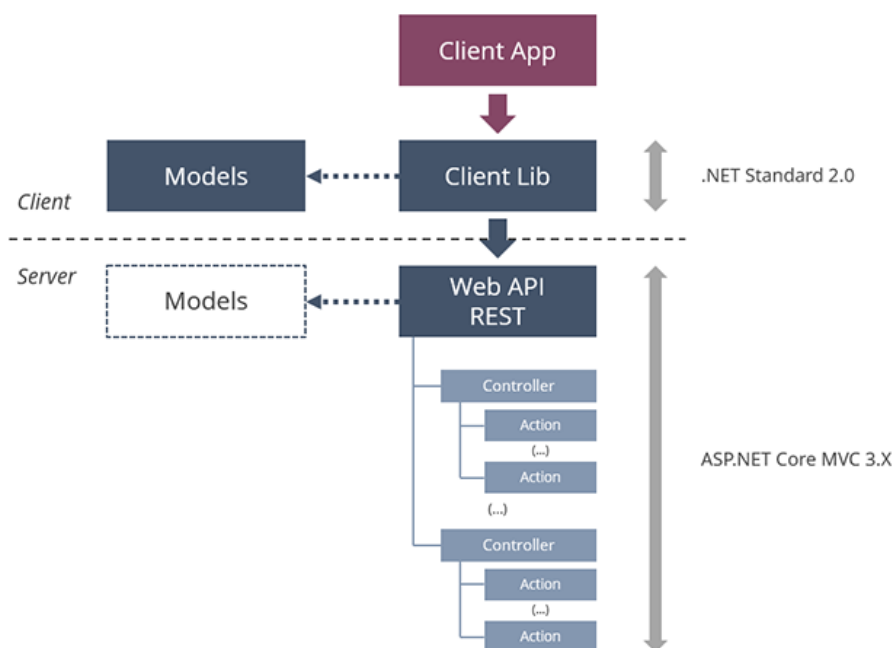 Client App
Models
Client Lib
.NET Standard 2.0
Client
Server
Models
Web API
REST
Controller
Action
(...)
Action
(...)
ASP.NET Core MVC 3.X
Controller
Action
(...)
Action